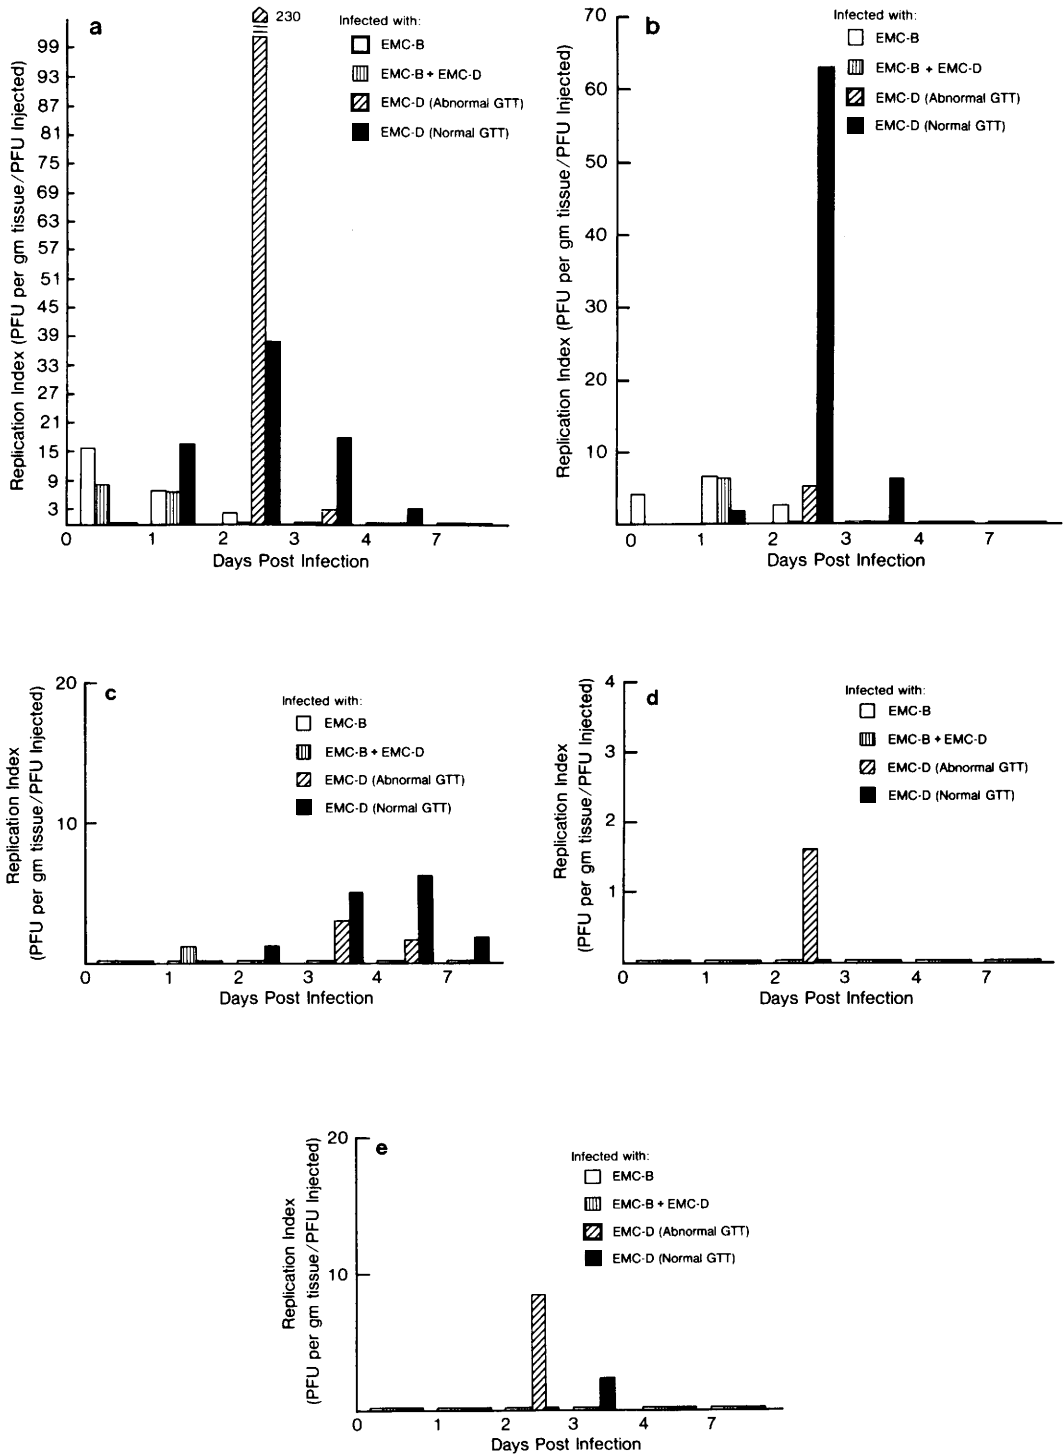 a
230
Infected with:
EMC-B
EMC-B + EMC-D
EMC-D (Abnormal GTT)
EMC-D (Normal GTT)
Replication Index (PFU per gm tissue/PFU Injected)
99
93
87
81
75
69
63
57
51
45
39
33
27
21
15
9
3
0 1 2 3 4 7
Days Post Infection
b
Infected with:
EMC-B
EMC-B + EMC-D
EMC-D (Abnormal GTT)
EMC-D (Normal GTT)
Replication Index (PFU per gm tissue/PFU Injected)
70
60
50
40
30
20
10
0 1 2 3 4 7
Days Post Infection
c
Infected with:
EMC-B
EMC-B + EMC-D
EMC-D (Abnormal GTT)
EMC-D (Normal GTT)
Replication Index
(PFU per gm tissue/PFU Injected)
20
10
0 1 2 3 4 7
Days Post Infection
d
Infected with:
EMC-B
EMC-B + EMC-D
EMC-D (Abnormal GTT)
EMC-D (Normal GTT)
Replication Index
(PFU per gm tissue/PFU Injected)
4
3
2
1
0 1 2 3 4 7
Days Post Infection
e
Infected with:
EMC-B
EMC-B + EMC-D
EMC-D (Abnormal GTT)
EMC-D (Normal GTT)
Replication Index
(PFU per gm tissue/PFU Injected)
20
10
0 1 2 3 4 7
Days Post Infection